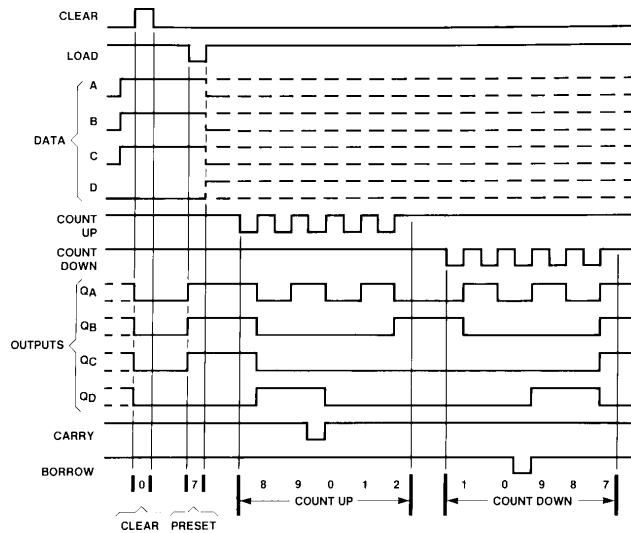 CLEAR
LOAD
A
B
DATA
C
D
COUNT
UP
COUNT
DOWN
QA
QB
OUTPUTS
QC
QD
CARRY
BORROW
0 7 8 9 0 1 2 1 0 9 8 7
COUNT UP COUNT DOWN
CLEAR PRESET